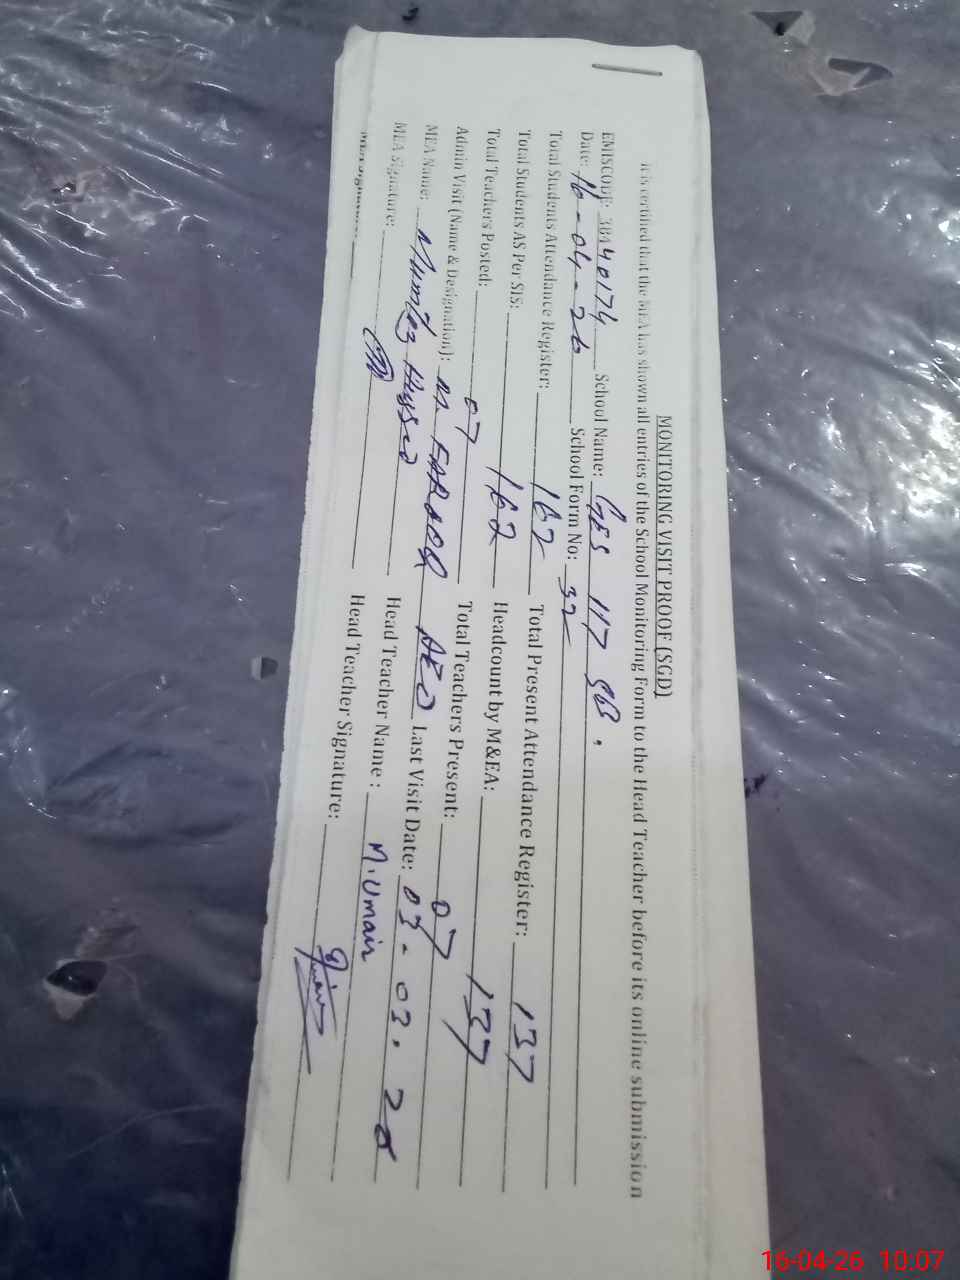 MONITORING VISIT PROOF (SGD)
It is certified that the MEA has shown all entries of the School Monitoring Form to the Head Teacher before its online submission
EMISCODE: 38440174 School Name: GES 117 SB.
Date: 16-04-26 School Form No: 32
Total Students Attendance Register: 162 Total Present Attendance Register: 137
Total Students AS Per SIS: 162 Headcount by M&EA: 137
Total Teachers Posted: 07 Total Teachers Present: 07
Admin Visit (Name & Designation): M. FAROOQ AEO Last Visit Date: 03-03.
MEA Name: Mumtaz Head Teacher Name : M.Umair
MEA Signature: Head Teacher Signature:
16-04-26 10:07